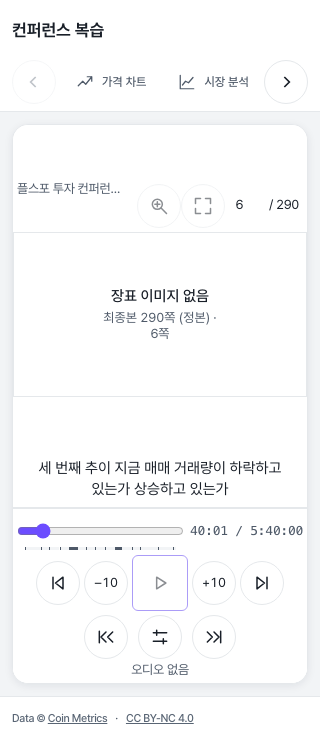 컨퍼런스 복습
가격 차트
시장 분석
플스포 투자 컨퍼런...
6 / 290
장표 이미지 없음
최종본 290쪽 (정본) ·
6쪽
세 번째 추이 지금 매매 거래량이 하락하고
있는가 상승하고 있는가
40:01 / 5:40:00
−10
+10
오디오 없음
Data © Coin Metrics · CC BY-NC 4.0